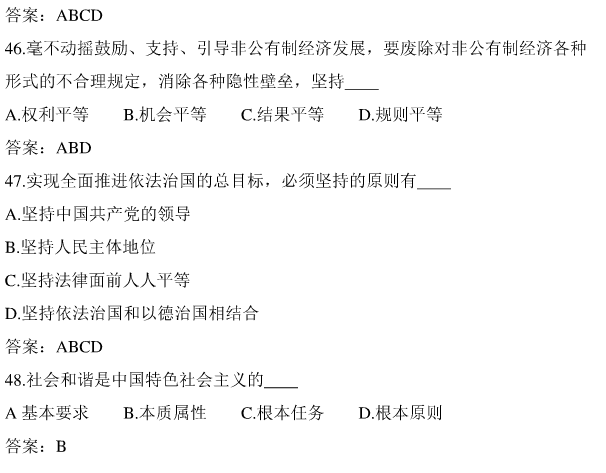 答案：ABCD
46.毫不动摇鼓励、支持、引导非公有制经济发展，要废除对非公有制经济各种
形式的不合理规定，消除各种隐性壁垒，坚持____
A.权利平等 B.机会平等 C.结果平等 D.规则平等
答案：ABD
47.实现全面推进依法治国的总目标，必须坚持的原则有____
A.坚持中国共产党的领导
B.坚持人民主体地位
C.坚持法律面前人人平等
D.坚持依法治国和以德治国相结合
答案：ABCD
48.社会和谐是中国特色社会主义的____
A 基本要求 B.本质属性 C.根本任务 D.根本原则
答案：B